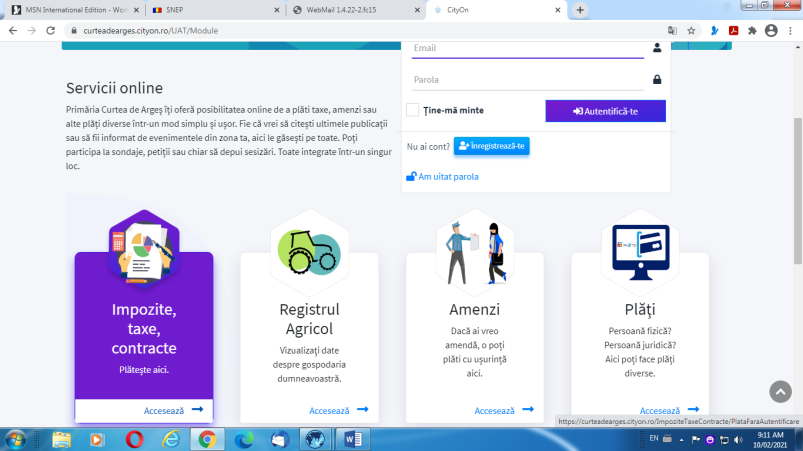 MSN International Edition - Wor
SNEP
WebMail 1.4.22-2.fc15
CityOn
curteadearges.cityon.ro/UAT/Module
Email
Servicii online
Parola
Primăria Curtea de Argeș îți oferă posibilitatea online de a plăti taxe, amenzi sau
alte plăți diverse într-un mod simplu și ușor. Fie că vrei să citești ultimele publicații
sau să fii informat de evenimentele din zona ta, aici le găsești pe toate. Poți
participa la sondaje, petiții sau chiar să depui sesizări. Toate integrate într-un singur
loc.
Ține-mă minte
Autentifică-te
Nu ai cont?
Înregistrează-te
Am uitat parola
Impozite,
taxe,
contracte
Plătește aici.
Accesează
Registrul
Agricol
Vizualizați date
despre gospodaria
dumneavoastră.
Accesează
Amenzi
Dacă ai vreo
amendă, o poți
plăti cu ușurință
aici.
Accesează
Plăți
Persoană fizică?
Persoană juridică?
Aici poți face plăți
diverse.
Accesează
https://curteadearges.cityon.ro/ImpoziteTaxeContracte/PlataFaraAutentificare
EN
9:11 AM
10/02/2021